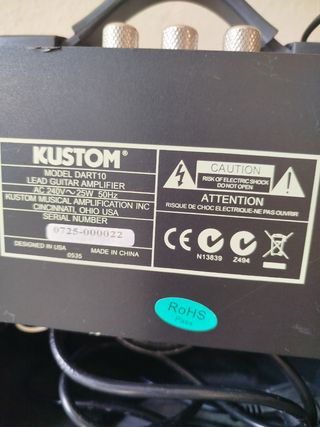 KUSTOM®
MODEL DART10
LEAD GUITAR AMPLIFIER
AC 240V~25W 50Hz
KUSTOM MUSICAL AMPLIFICATION INC
CINCINNATI, OHIO USA
SERIAL NUMBER
0725-000022
DESIGNED IN USA
MADE IN CHINA
0535
CAUTION
RISK OF ELECTRIC SHOCK
DO NOT OPEN
ATTENTION
RISQUE DE CHOC ELECTRIQUE-NE PAS OUVRIR
CE
N13839
Z494
RoHS
Pass